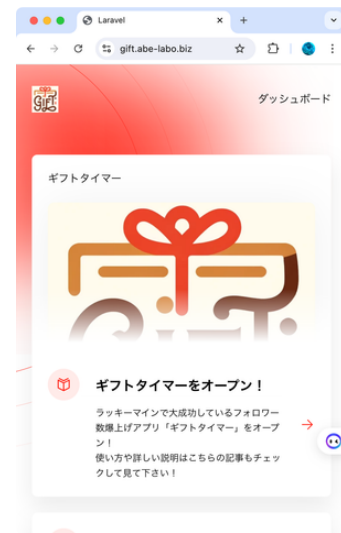 Laravel
gift.abe-labo.biz
GIFT
ダッシュボード
ギフトタイマー
GIFT
ギフトタイマーをオープン！
ラッキーマインで大成功しているフォロワー
数爆上げアプリ「ギフトタイマー」をオープ
ン！
使い方や詳しい説明はこちらの記事もチェッ
クして見て下さい！